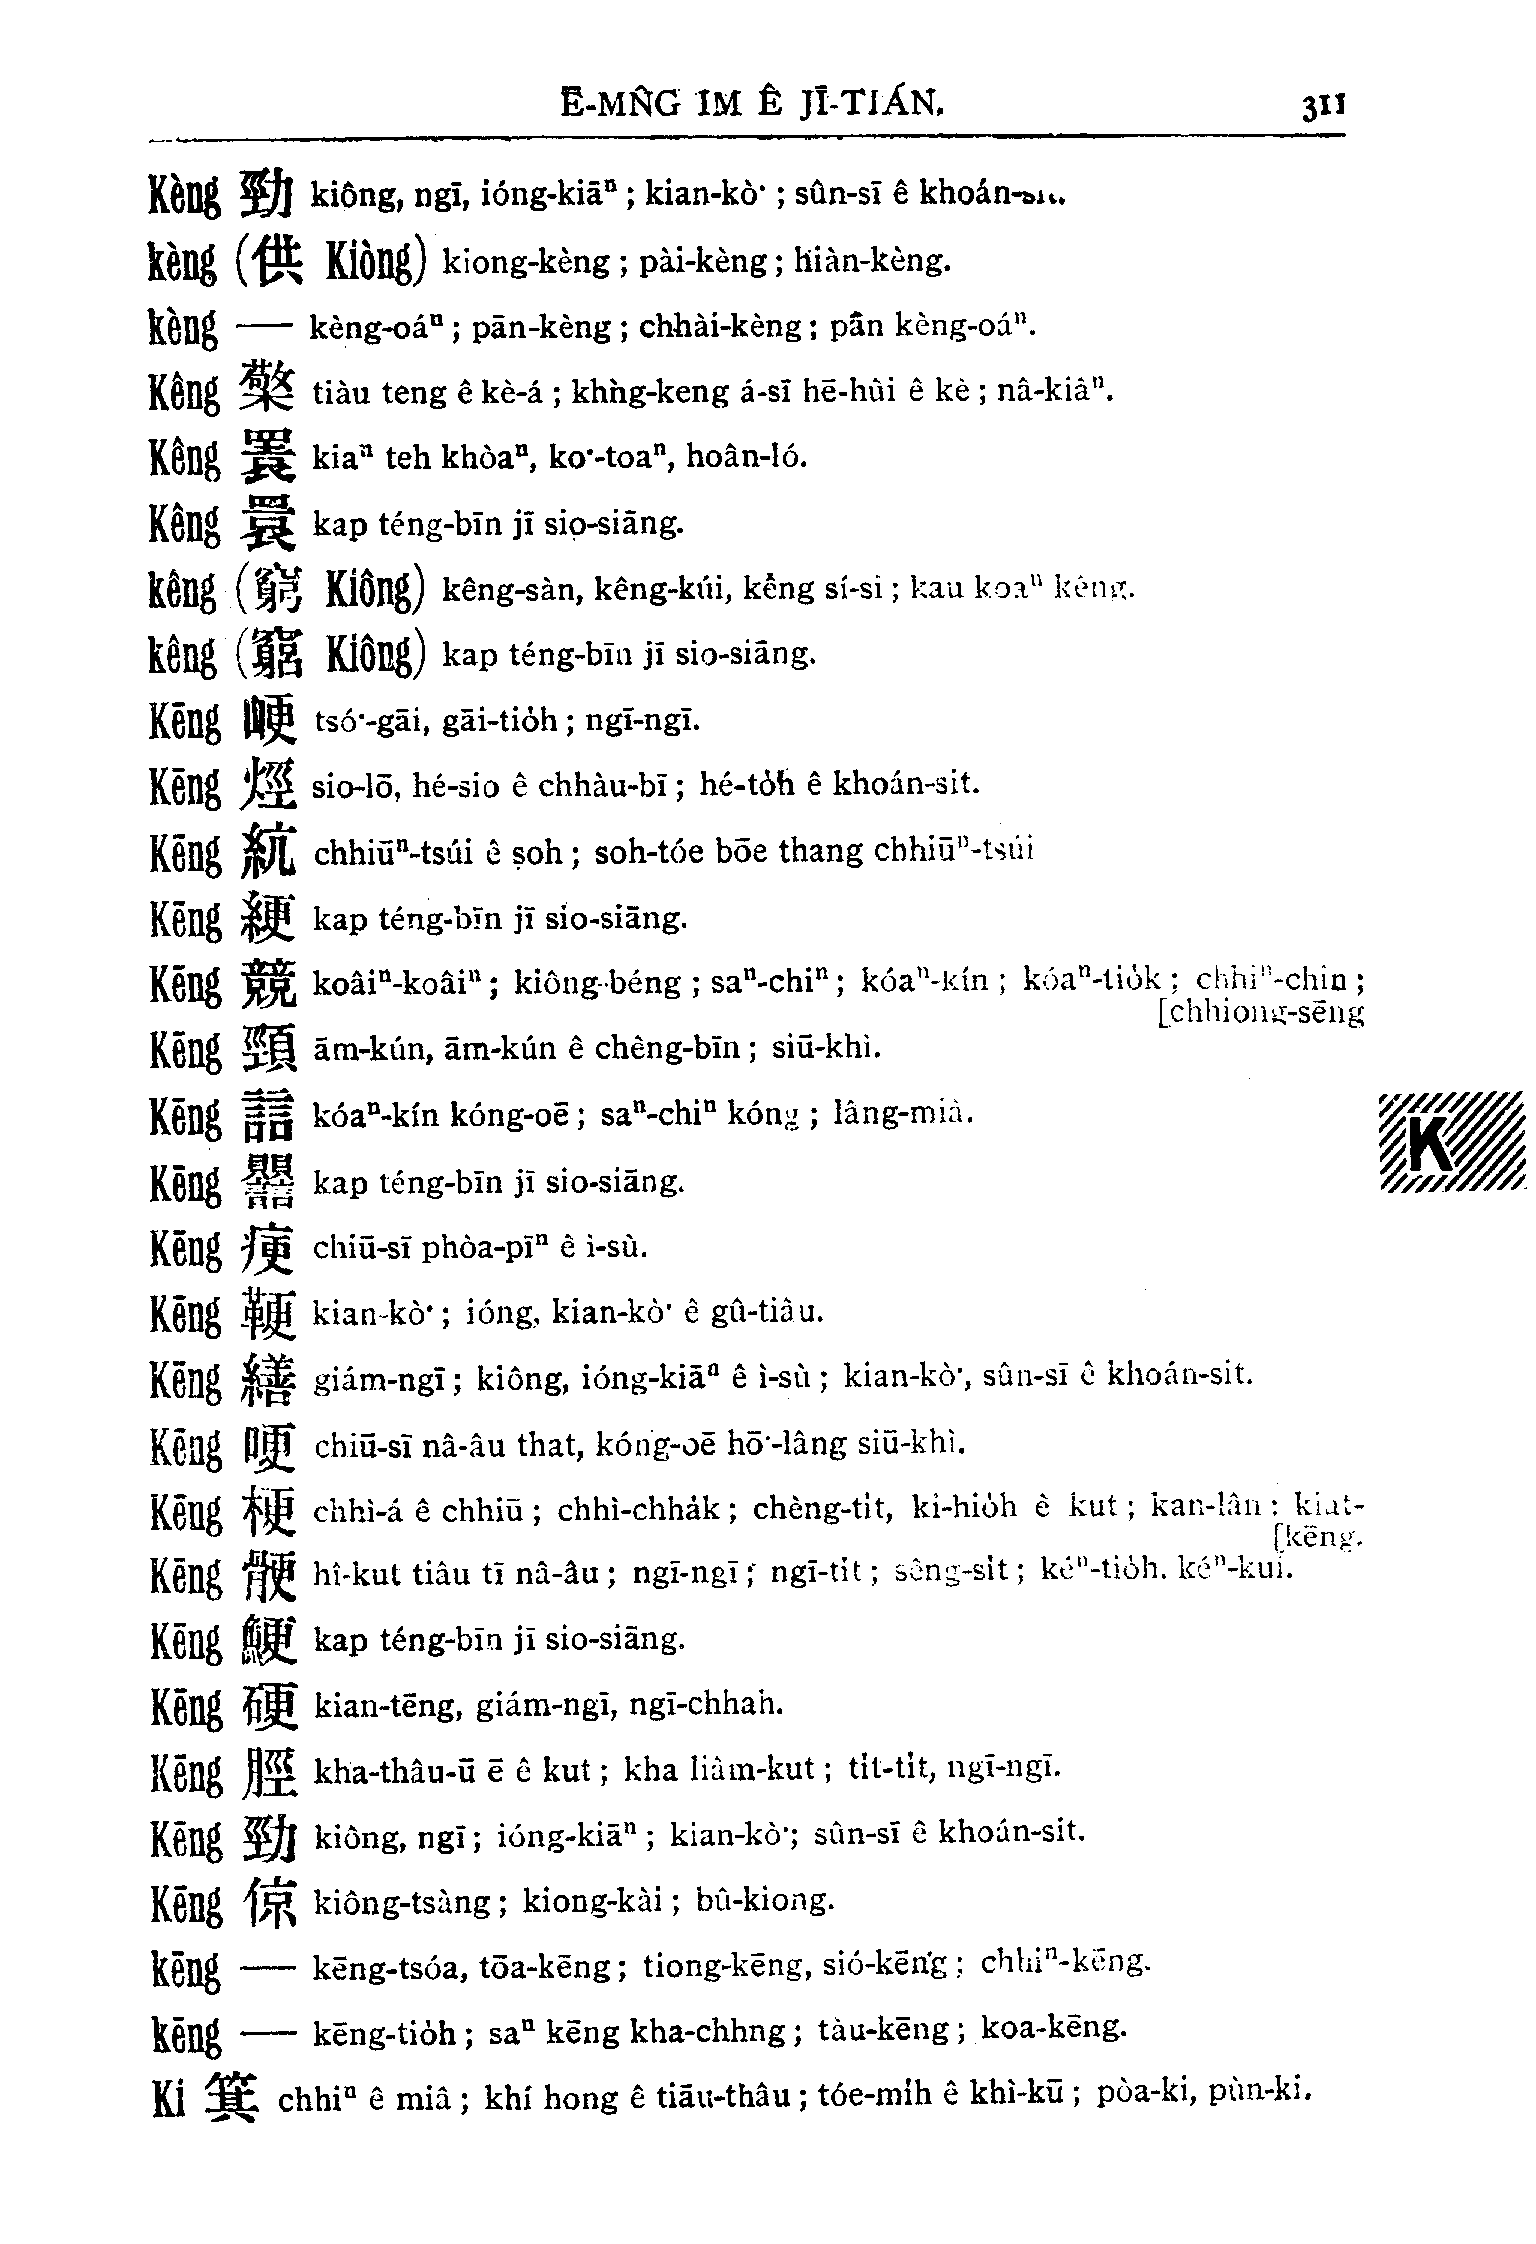 Ē-MN̂G IM Ê JĪ-TIÁN. 311
Kèng 勁 kiông, ngī, ióng-kiāⁿ; kian-kò͘; sûn-sī ê khoán-sit.
kèng (供 Kiòng) kiong-kèng; pài-kèng; hiàn-kèng.
kèng — kèng-oáⁿ; pān-kèng; chhài-kèng; pân kèng-oáⁿ.
Kêng 檠 tiàu teng ê kè-á; khǹg-keng á-sī hē-hûi ê kè; nâ-kiâⁿ.
Kêng 睘 kiaⁿ teh khòaⁿ, ko͘-toaⁿ, hoân-ló.
Kêng 瞏 kap téng-bīn jī sio-siāng.
kêng (窮 Kiông) kêng-sàn, kêng-kúi, kêng sí-si; kau koaⁿ kêng.
kêng (竆 Kiông) kap téng-bīn jī sio-siāng.
Kēng 哽 tsó͘-gāi, gāi-tio̍h; ngī-ngī.
Kēng 烴 sio-lō, hé-sio ê chhàu-bī; hé-to̍h ê khoán-sit.
Kēng 統 chhiūⁿ-tsúi ê soh; soh-tóe bōe thang chhiūⁿ-tsúi
Kēng 綆 kap téng-bīn jī sio-siāng.
Kēng 競 koâiⁿ-koâiⁿ; kiông-béng; saⁿ-chiⁿ; kóaⁿ-kín; kóaⁿ-tio̍k; chhiⁿ-chin;
[chhiong-sēng
Kēng 頸 ām-kún, ām-kún ê chêng-bīn; siū-khì.
Kēng 誩 kóaⁿ-kín kóng-oē; saⁿ-chiⁿ kóng; lâng-mià.
Kēng kap téng-bīn jī sio-siāng.
Kēng 㾘 chiū-sī phòa-pīⁿ ê ì-sù.
Kēng 鞕 kian-kò͘; ióng, kian-kò͘ ê gû-tiâu.
Kēng 繕 giám-ngī; kiông, ióng-kiāⁿ ê ì-sù; kian-kò͘, sûn-sī ê khoán-sit.
Kēng 哽 chiū-sī nâ-âu that, kóng-oē hō͘-lâng siū-khì.
Kēng 梗 chhì-á ê chhiū; chhì-chha̍k; chèng-ti̍t, ki-hio̍h ê kut; kan-lân; kiat-
[kēng.
Kēng 骾 hî-kut tiâu tī nâ-âu; ngī-ngī; ngī-ti̍t; sêng-si̍t; kéⁿ-tio̍h. kéⁿ-kui.
Kēng 鯁 kap téng-bīn jī sio-siāng.
Kēng 硬 kian-tēng, giám-ngī, ngī-chhah.
Kēng 脛 kha-thâu-ū ē ê kut; kha liâm-kut; ti̍t-ti̍t, ngī-ngī.
Kēng 勁 kiông, ngī; ióng-kiāⁿ; kian-kò͘; sûn-sī ê khoán-sit.
Kēng 倞 kiông-tsàng; kiong-kài; bû-kiong.
kēng — kēng-tsóa, tōa-kēng; tiong-kēng, sió-kēng; chhiⁿ-kēng.
kēng — kēng-tio̍h; saⁿ kēng kha-chhng; tàu-kēng; koa-kēng.
Ki 箕 chhiⁿ ê miâ; khí hong ê tiāu-thâu; tóe-mi̍h ê khì-kū; pòa-ki, pùn-ki.
K